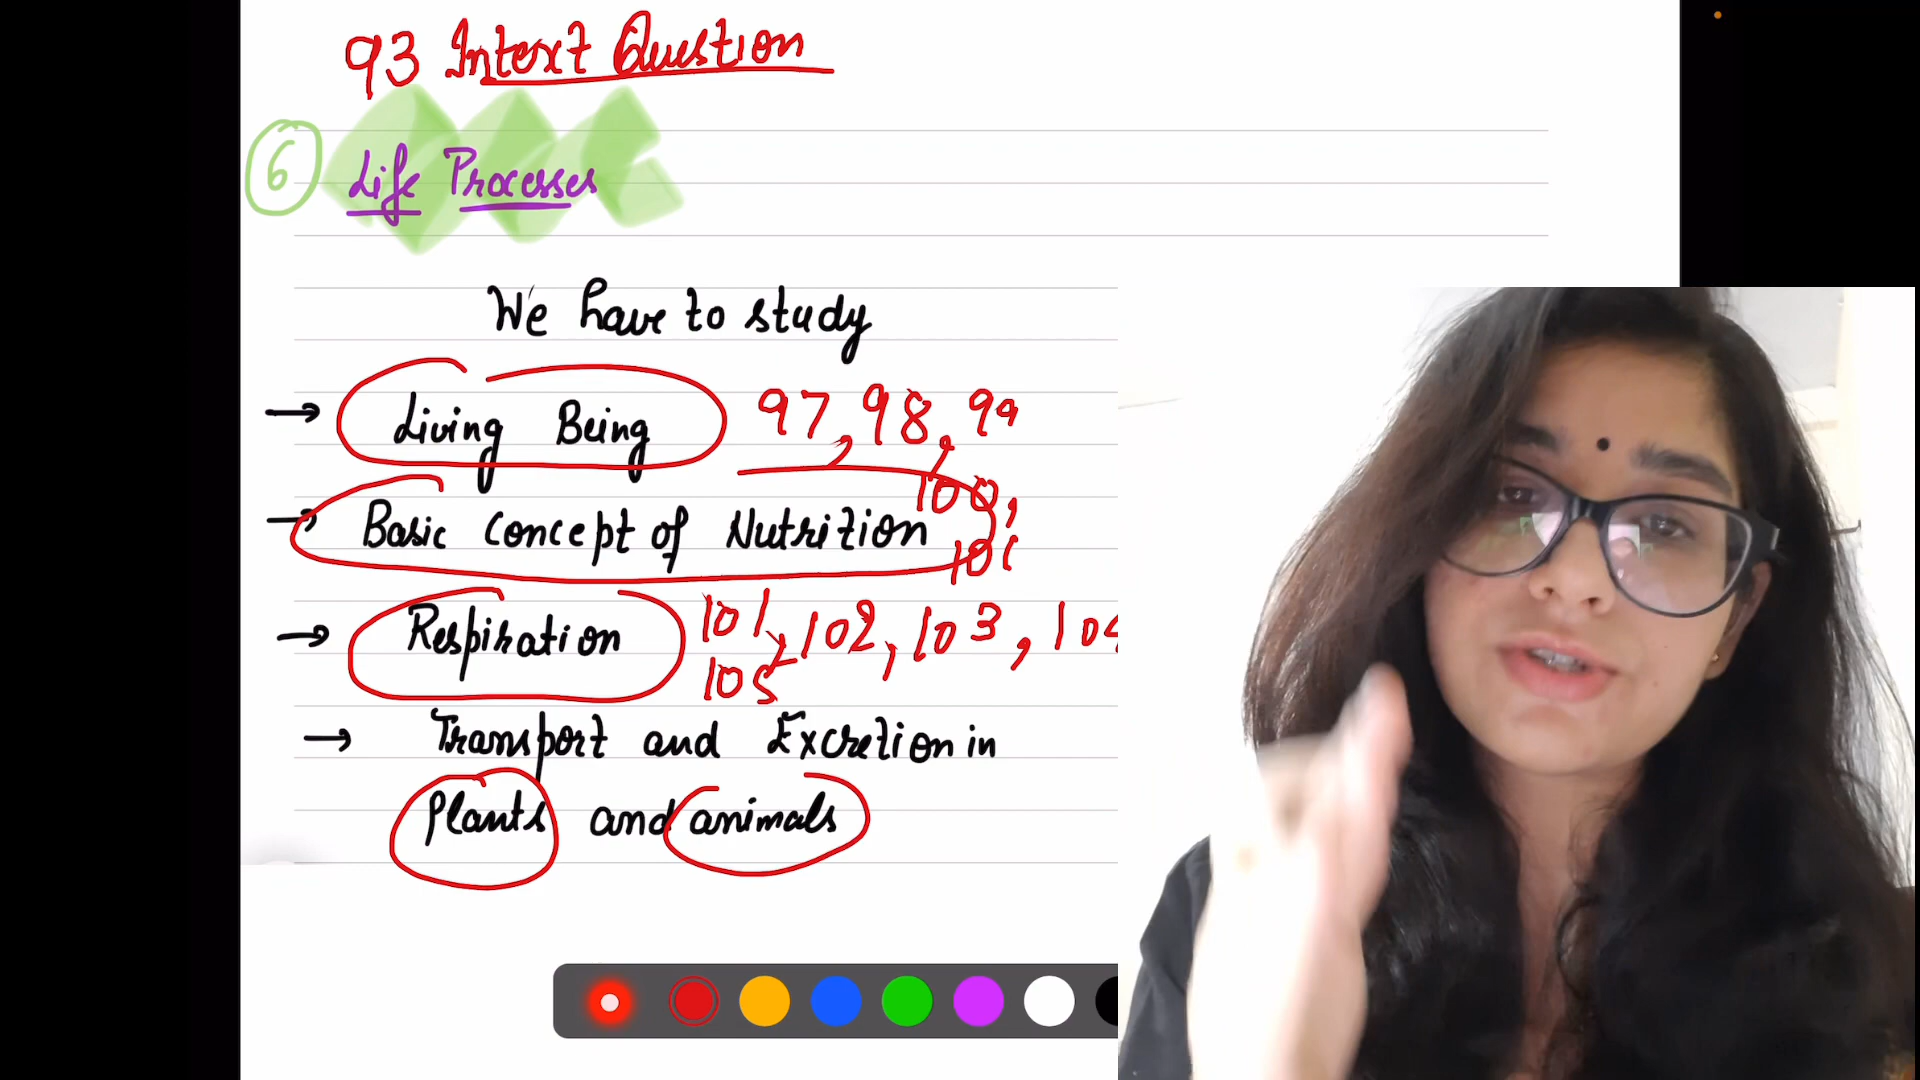 93 Intext Question
6 Life Processes
We have to study
→ Living Being 97, 98, 99
100,
→ Basic Concept of Nutrition
101
→ Respiration 101, 102, 103, 104
105
→ Transport and Excretion in
Plants and animals